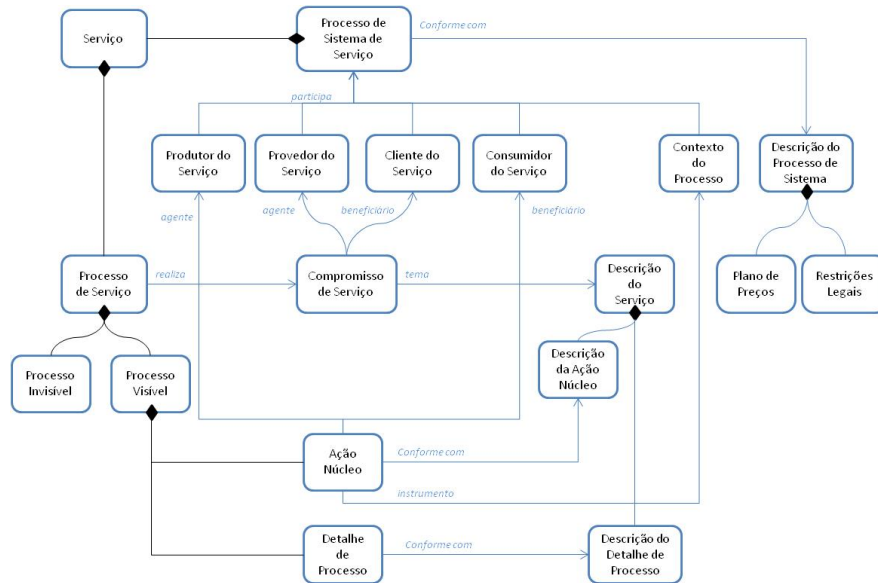 Serviço
Processo de
Sistema de
Serviço
Conforme com
participa
Produtor do
Serviço
Provedor do
Serviço
Cliente do
Serviço
Consumidor
do Serviço
Contexto
do
Processo
Descrição do
Processo de
Sistema
agente
agente
beneficiário
beneficiário
Processo
de Serviço
realiza
Compromisso
de Serviço
tema
Descrição
do
Serviço
Plano de
Preços
Restrições
Legais
Processo
Invisível
Processo
Visível
Descrição
da Ação
Núcleo
Ação
Núcleo
Conforme com
instrumento
Detalhe
de
Processo
Conforme com
Descrição do
Detalhe de
Processo